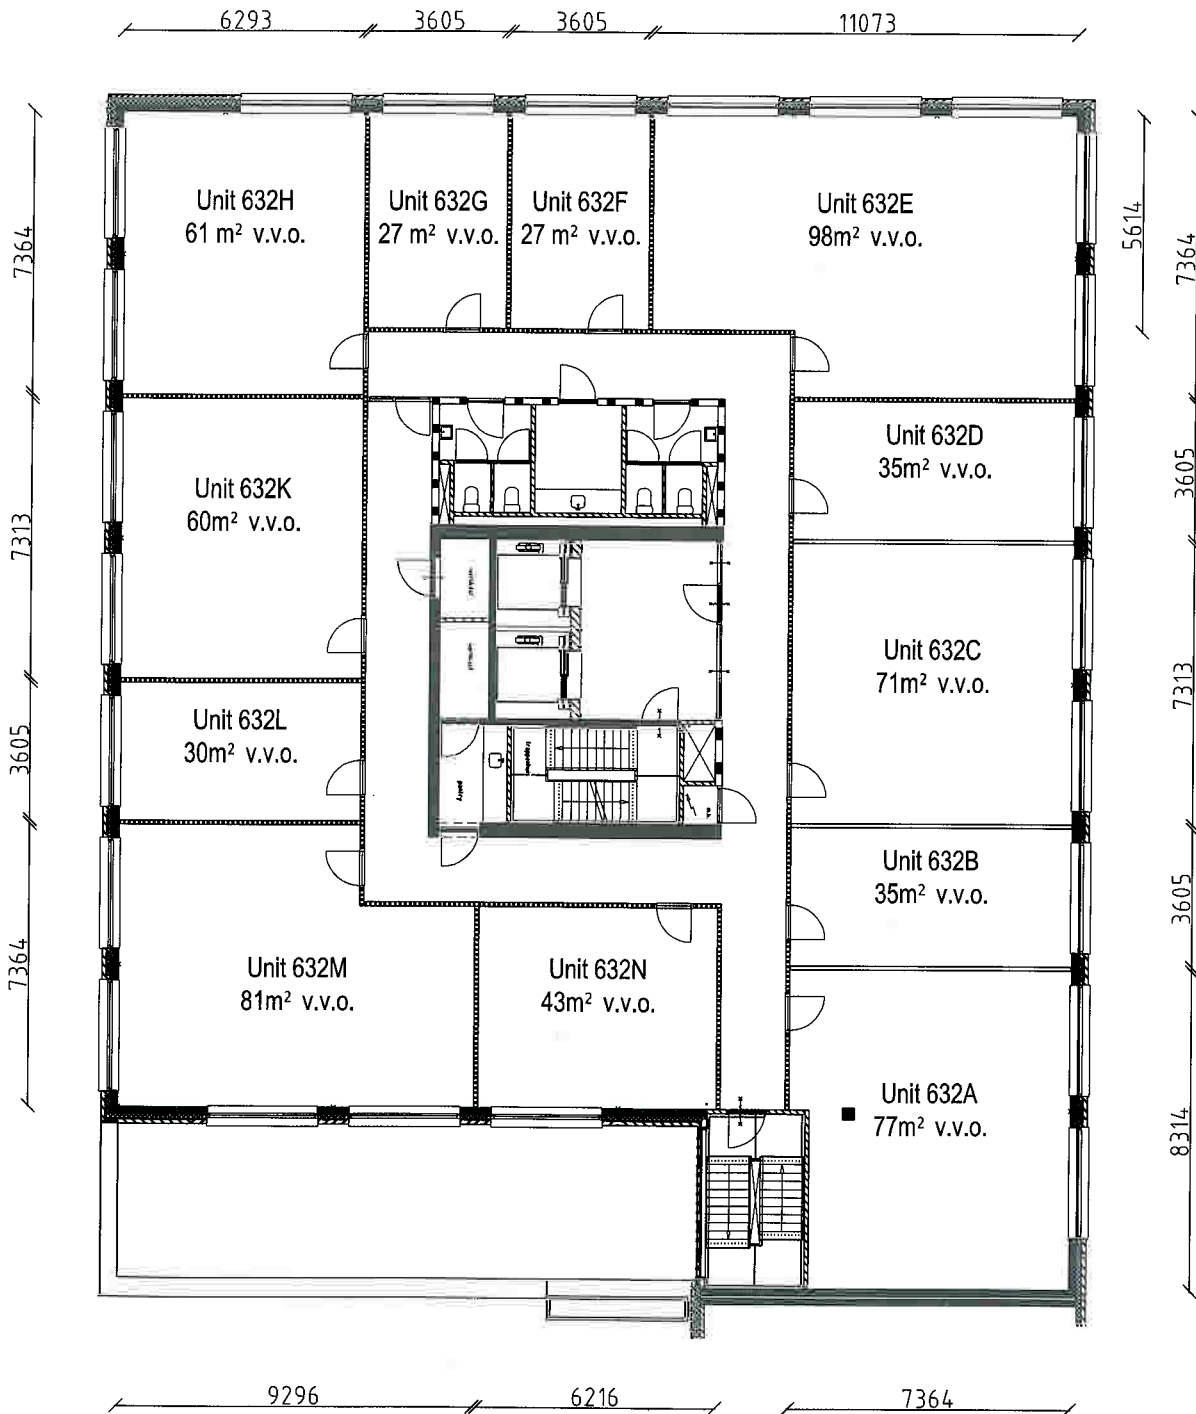 6293
3605
3605
11073
Unit 632H
61 m² v.v.o.
Unit 632G
27 m² v.v.o.
Unit 632F
27 m² v.v.o.
Unit 632E
98m² v.v.o.
7364
5614
7364
Unit 632D
35m² v.v.o.
3605
Unit 632K
60m² v.v.o.
7313
Unit 632C
71m² v.v.o.
7313
Unit 632L
30m² v.v.o.
3605
pantry
Unit 632B
35m² v.v.o.
3605
Unit 632M
81m² v.v.o.
7364
Unit 632N
43m² v.v.o.
Unit 632A
77m² v.v.o.
8314
9296
6216
7364